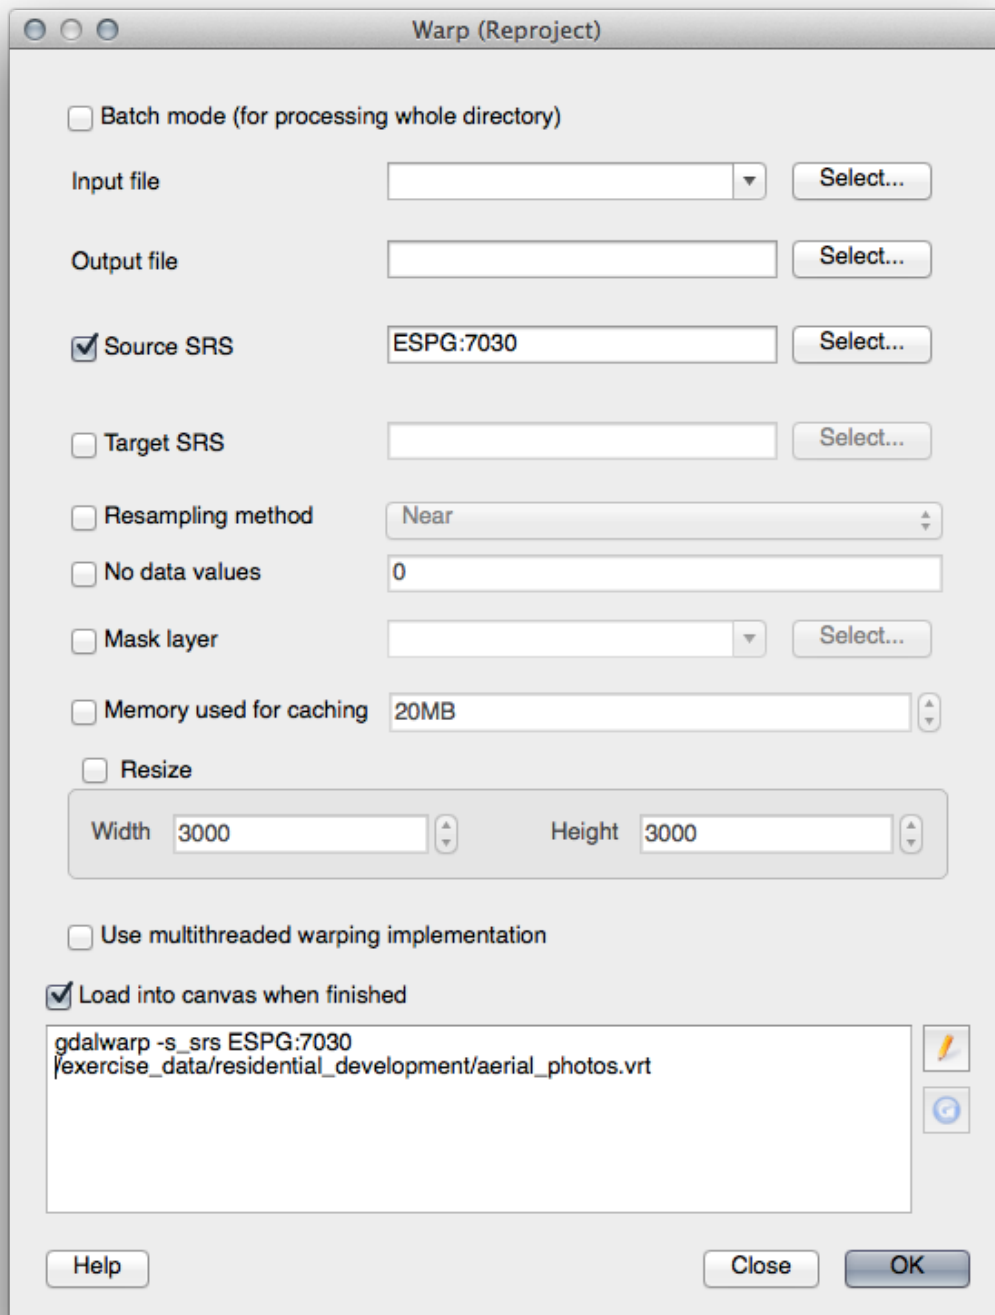 Warp (Reproject)
Batch mode (for processing whole directory)
Input file Select...
Output file Select...
Source SRS ESPG:7030 Select...
Target SRS Select...
Resampling method Near
No data values 0
Mask layer Select...
Memory used for caching 20MB
Resize
Width 3000 Height 3000
Use multithreaded warping implementation
Load into canvas when finished
gdalwarp -s_srs ESPG:7030
/exercise_data/residential_development/aerial_photos.vrt
Help Close OK